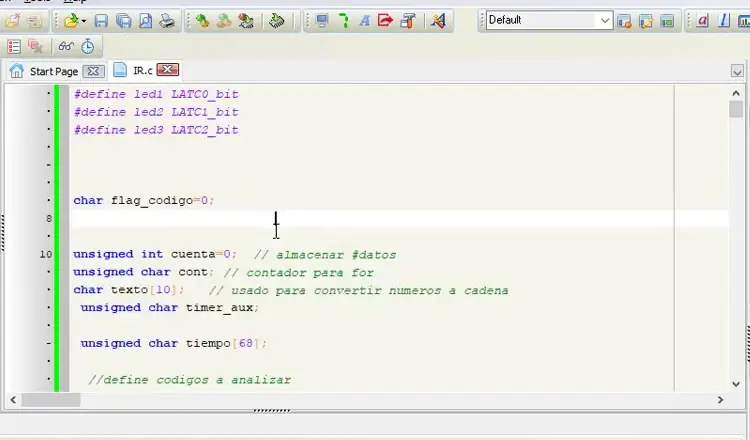 Default
Start Page
IR.c
#define led1 LATC0_bit
#define led2 LATC1_bit
#define led3 LATC2_bit
char flag_codigo=0;
8
10 unsigned int cuenta=0; // almacenar #datos
unsigned char cont; // contador para for
char texto[10]; // usado para convertir numeros a cadena
unsigned char timer_aux;
unsigned char tiempo[68];
//define codigos a analizar